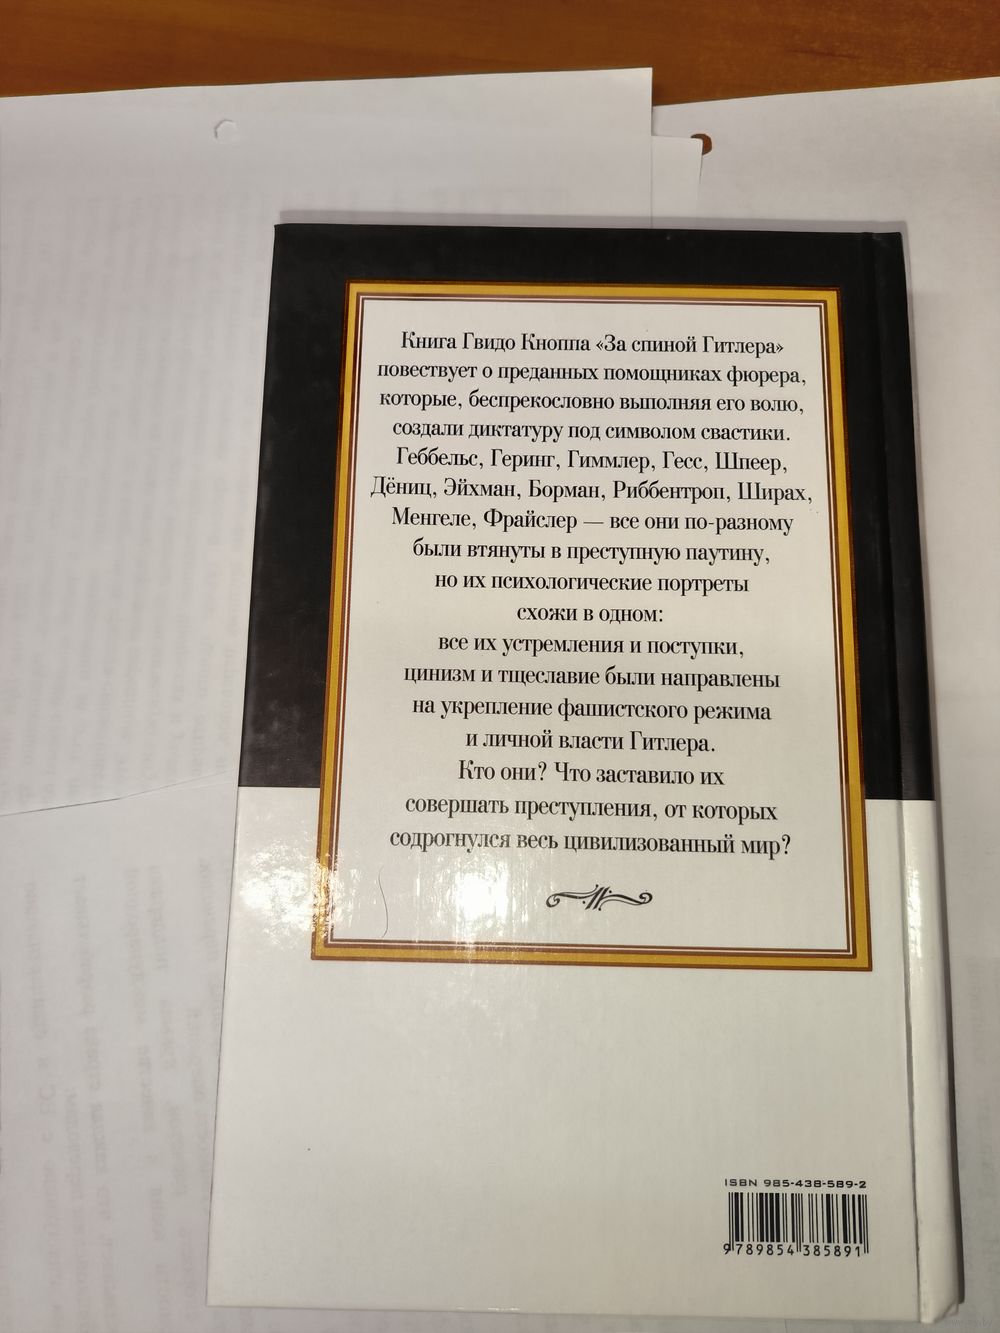 Книга Гвидо Кноппа «За спиной Гитлера»
повествует о преданных помощниках фюрера,
которые, беспрекословно выполняя его волю,
создали диктатуру под символом свастики.
Геббельс, Геринг, Гиммлер, Гесс, Шпеер,
Дёниц, Эйхман, Борман, Риббентроп, Ширах,
Менгеле, Фрайслер — все они по-разному
были втянуты в преступную паутину,
но их психологические портреты
схожи в одном:
все их устремления и поступки,
цинизм и тщеславие были направлены
на укрепление фашистского режима
и личной власти Гитлера.
Кто они? Что заставило их
совершать преступления, от которых
содрогнулся весь цивилизованный мир?
ISBN 985-438-589-2
9789854385891